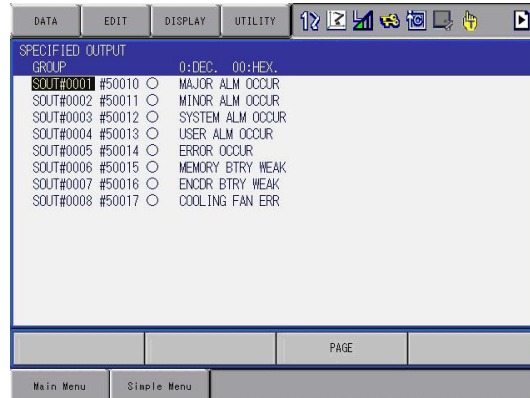 DATA EDIT DISPLAY UTILITY
SPECIFIED OUTPUT
GROUP 0:DEC. 00:HEX.
SOUT#0001 #50010 ○ MAJOR ALM OCCUR
SOUT#0002 #50011 ○ MINOR ALM OCCUR
SOUT#0003 #50012 ○ SYSTEM ALM OCCUR
SOUT#0004 #50013 ○ USER ALM OCCUR
SOUT#0005 #50014 ○ ERROR OCCUR
SOUT#0006 #50015 ○ MEMORY BTRY WEAK
SOUT#0007 #50016 ○ ENCDR BTRY WEAK
SOUT#0008 #50017 ○ COOLING FAN ERR
PAGE
Main Menu Simple Menu